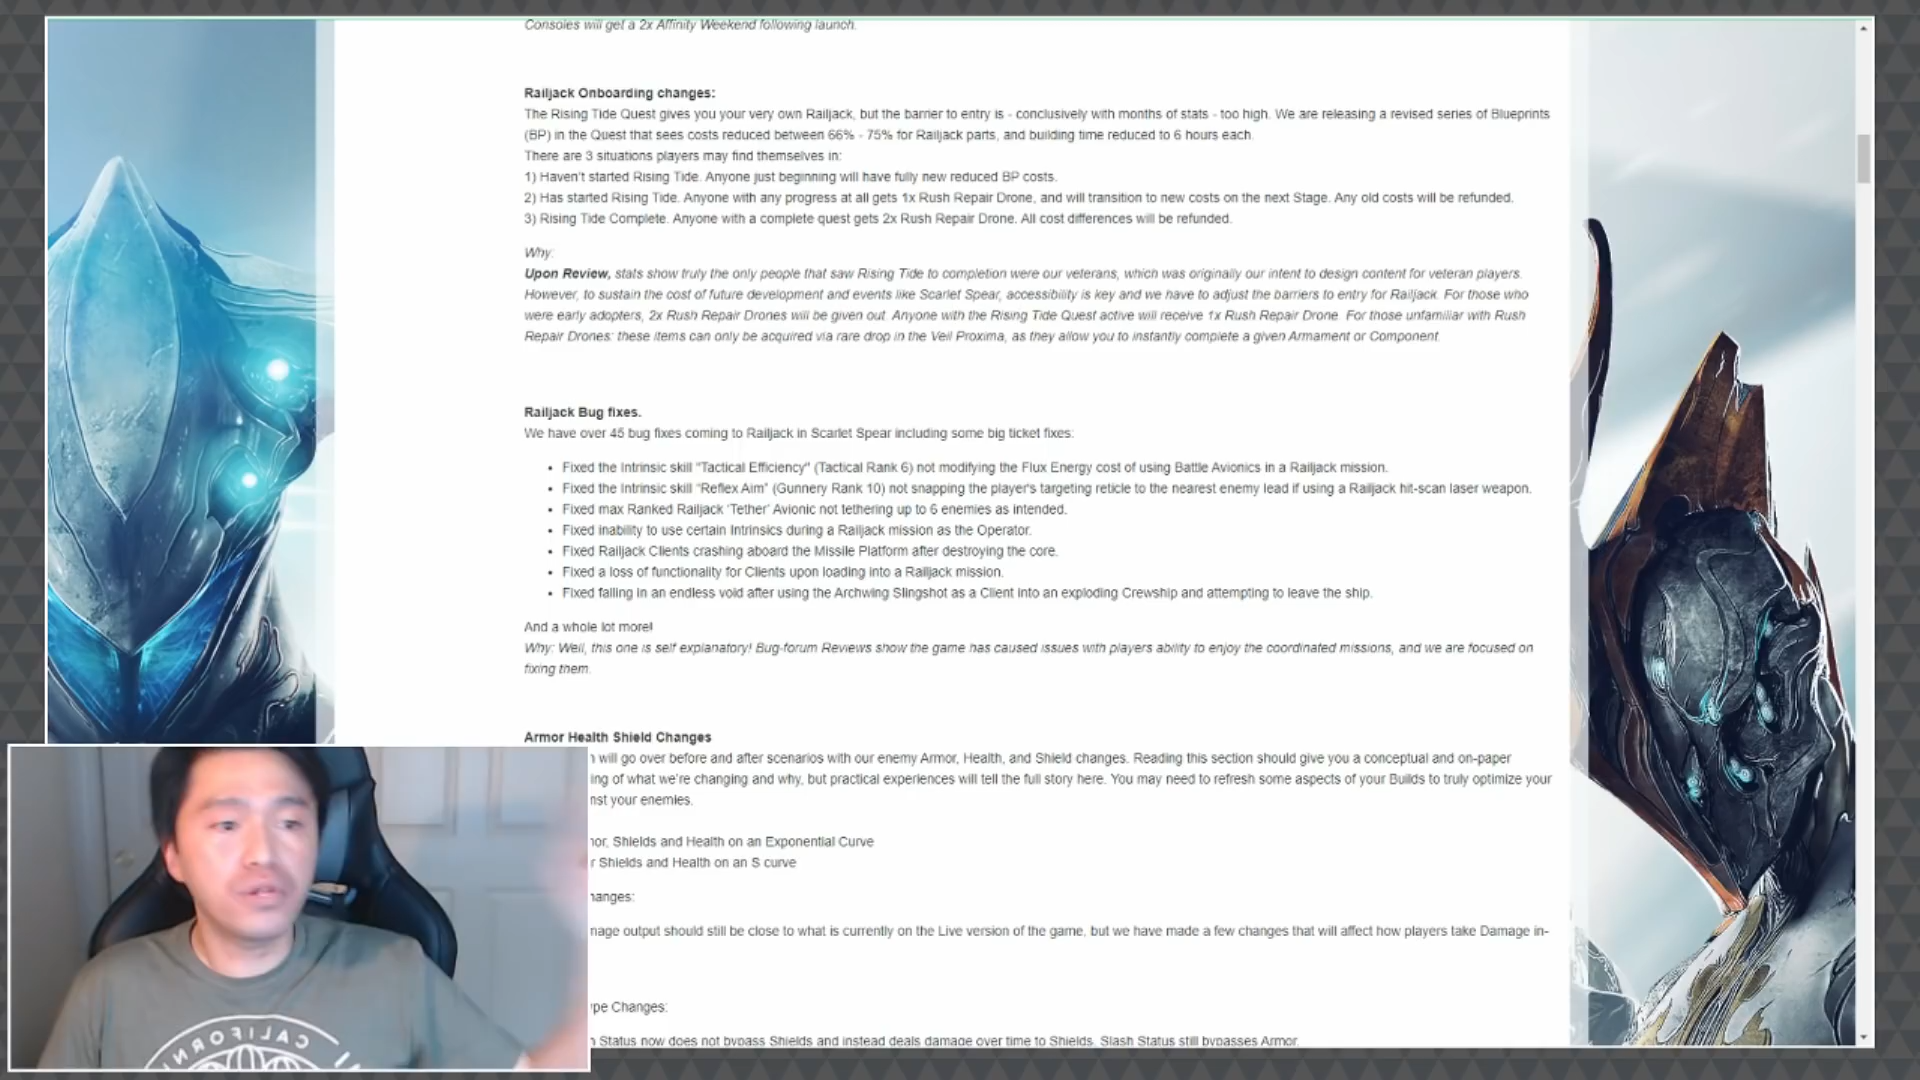 Consoles will get a 2x Affinity Weekend following launch.
Railjack Onboarding changes:
The Rising Tide Quest gives you your very own Railjack, but the barrier to entry is - conclusively with months of stats - too high. We are releasing a revised series of Blueprints
(BP) in the Quest that sees costs reduced between 66% - 75% for Railjack parts, and building time reduced to 6 hours each.
There are 3 situations players may find themselves in:
1) Haven't started Rising Tide. Anyone just beginning will have fully new reduced BP costs.
2) Has started Rising Tide. Anyone with any progress at all gets 1x Rush Repair Drone, and will transition to new costs on the next Stage. Any old costs will be refunded.
3) Rising Tide Complete. Anyone with a complete quest gets 2x Rush Repair Drone. All cost differences will be refunded.
Why:
Upon Review, stats show truly the only people that saw Rising Tide to completion were our veterans, which was originally our intent to design content for veteran players.
However, to sustain the cost of future development and events like Scarlet Spear, accessibility is key and we have to adjust the barriers to entry for Railjack. For those who
were early adopters, 2x Rush Repair Drones will be given out. Anyone with the Rising Tide Quest active will receive 1x Rush Repair Drone. For those unfamiliar with Rush
Repair Drones: these items can only be acquired via rare drop in the Veil Proxima, as they allow you to instantly complete a given Armament or Component.
Railjack Bug fixes.
We have over 45 bug fixes coming to Railjack in Scarlet Spear including some big ticket fixes:
• Fixed the Intrinsic skill "Tactical Efficiency" (Tactical Rank 6) not modifying the Flux Energy cost of using Battle Avionics in a Railjack mission.
• Fixed the Intrinsic skill "Reflex Aim" (Gunnery Rank 10) not snapping the player's targeting reticle to the nearest enemy lead if using a Railjack hit-scan laser weapon.
• Fixed max Ranked Railjack 'Tether' Avionic not tethering up to 6 enemies as intended.
• Fixed inability to use certain Intrinsics during a Railjack mission as the Operator.
• Fixed Railjack Clients crashing aboard the Missile Platform after destroying the core.
• Fixed a loss of functionality for Clients upon loading into a Railjack mission.
• Fixed falling in an endless void after using the Archwing Slingshot as a Client into an exploding Crewship and attempting to leave the ship.
And a whole lot more!
Why: Well, this one is self explanatory! Bug-forum Reviews show the game has caused issues with players ability to enjoy the coordinated missions, and we are focused on
fixing them.
Armor Health Shield Changes
will go over before and after scenarios with our enemy Armor, Health, and Shield changes. Reading this section should give you a conceptual and on-paper
ing of what we're changing and why, but practical experiences will tell the full story here. You may need to refresh some aspects of your Builds to truly optimize your
nst your enemies.
or, Shields and Health on an Exponential Curve
r Shields and Health on an S curve
hanges:
mage output should still be close to what is currently on the Live version of the game, but we have made a few changes that will affect how players take Damage in-
ype Changes:
Status now does not bypass Shields and instead deals damage over time to Shields. Slash Status still bypasses Armor.
CALIFORN